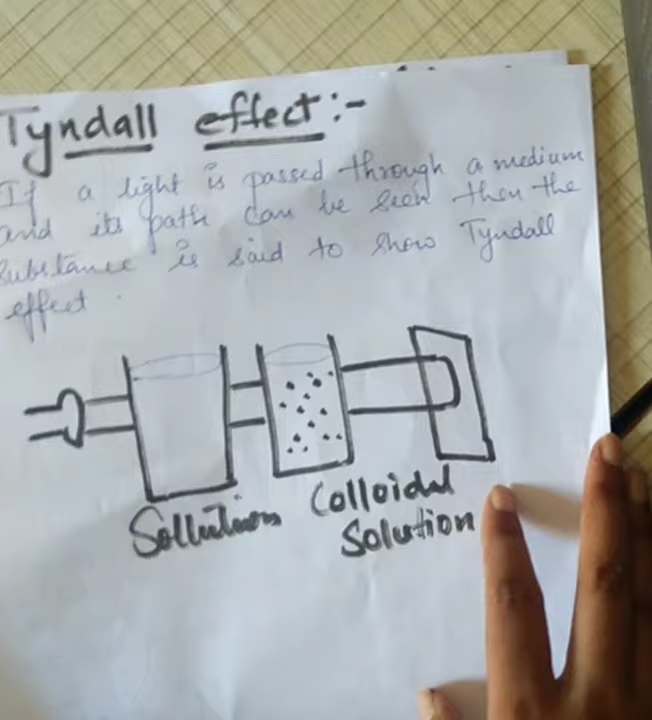 Tyndall effect:-
If a light is passed through a medium
and its path can be seen then the
substance is said to show Tyndall
effect.
Sollutions
Colloidal
Solution